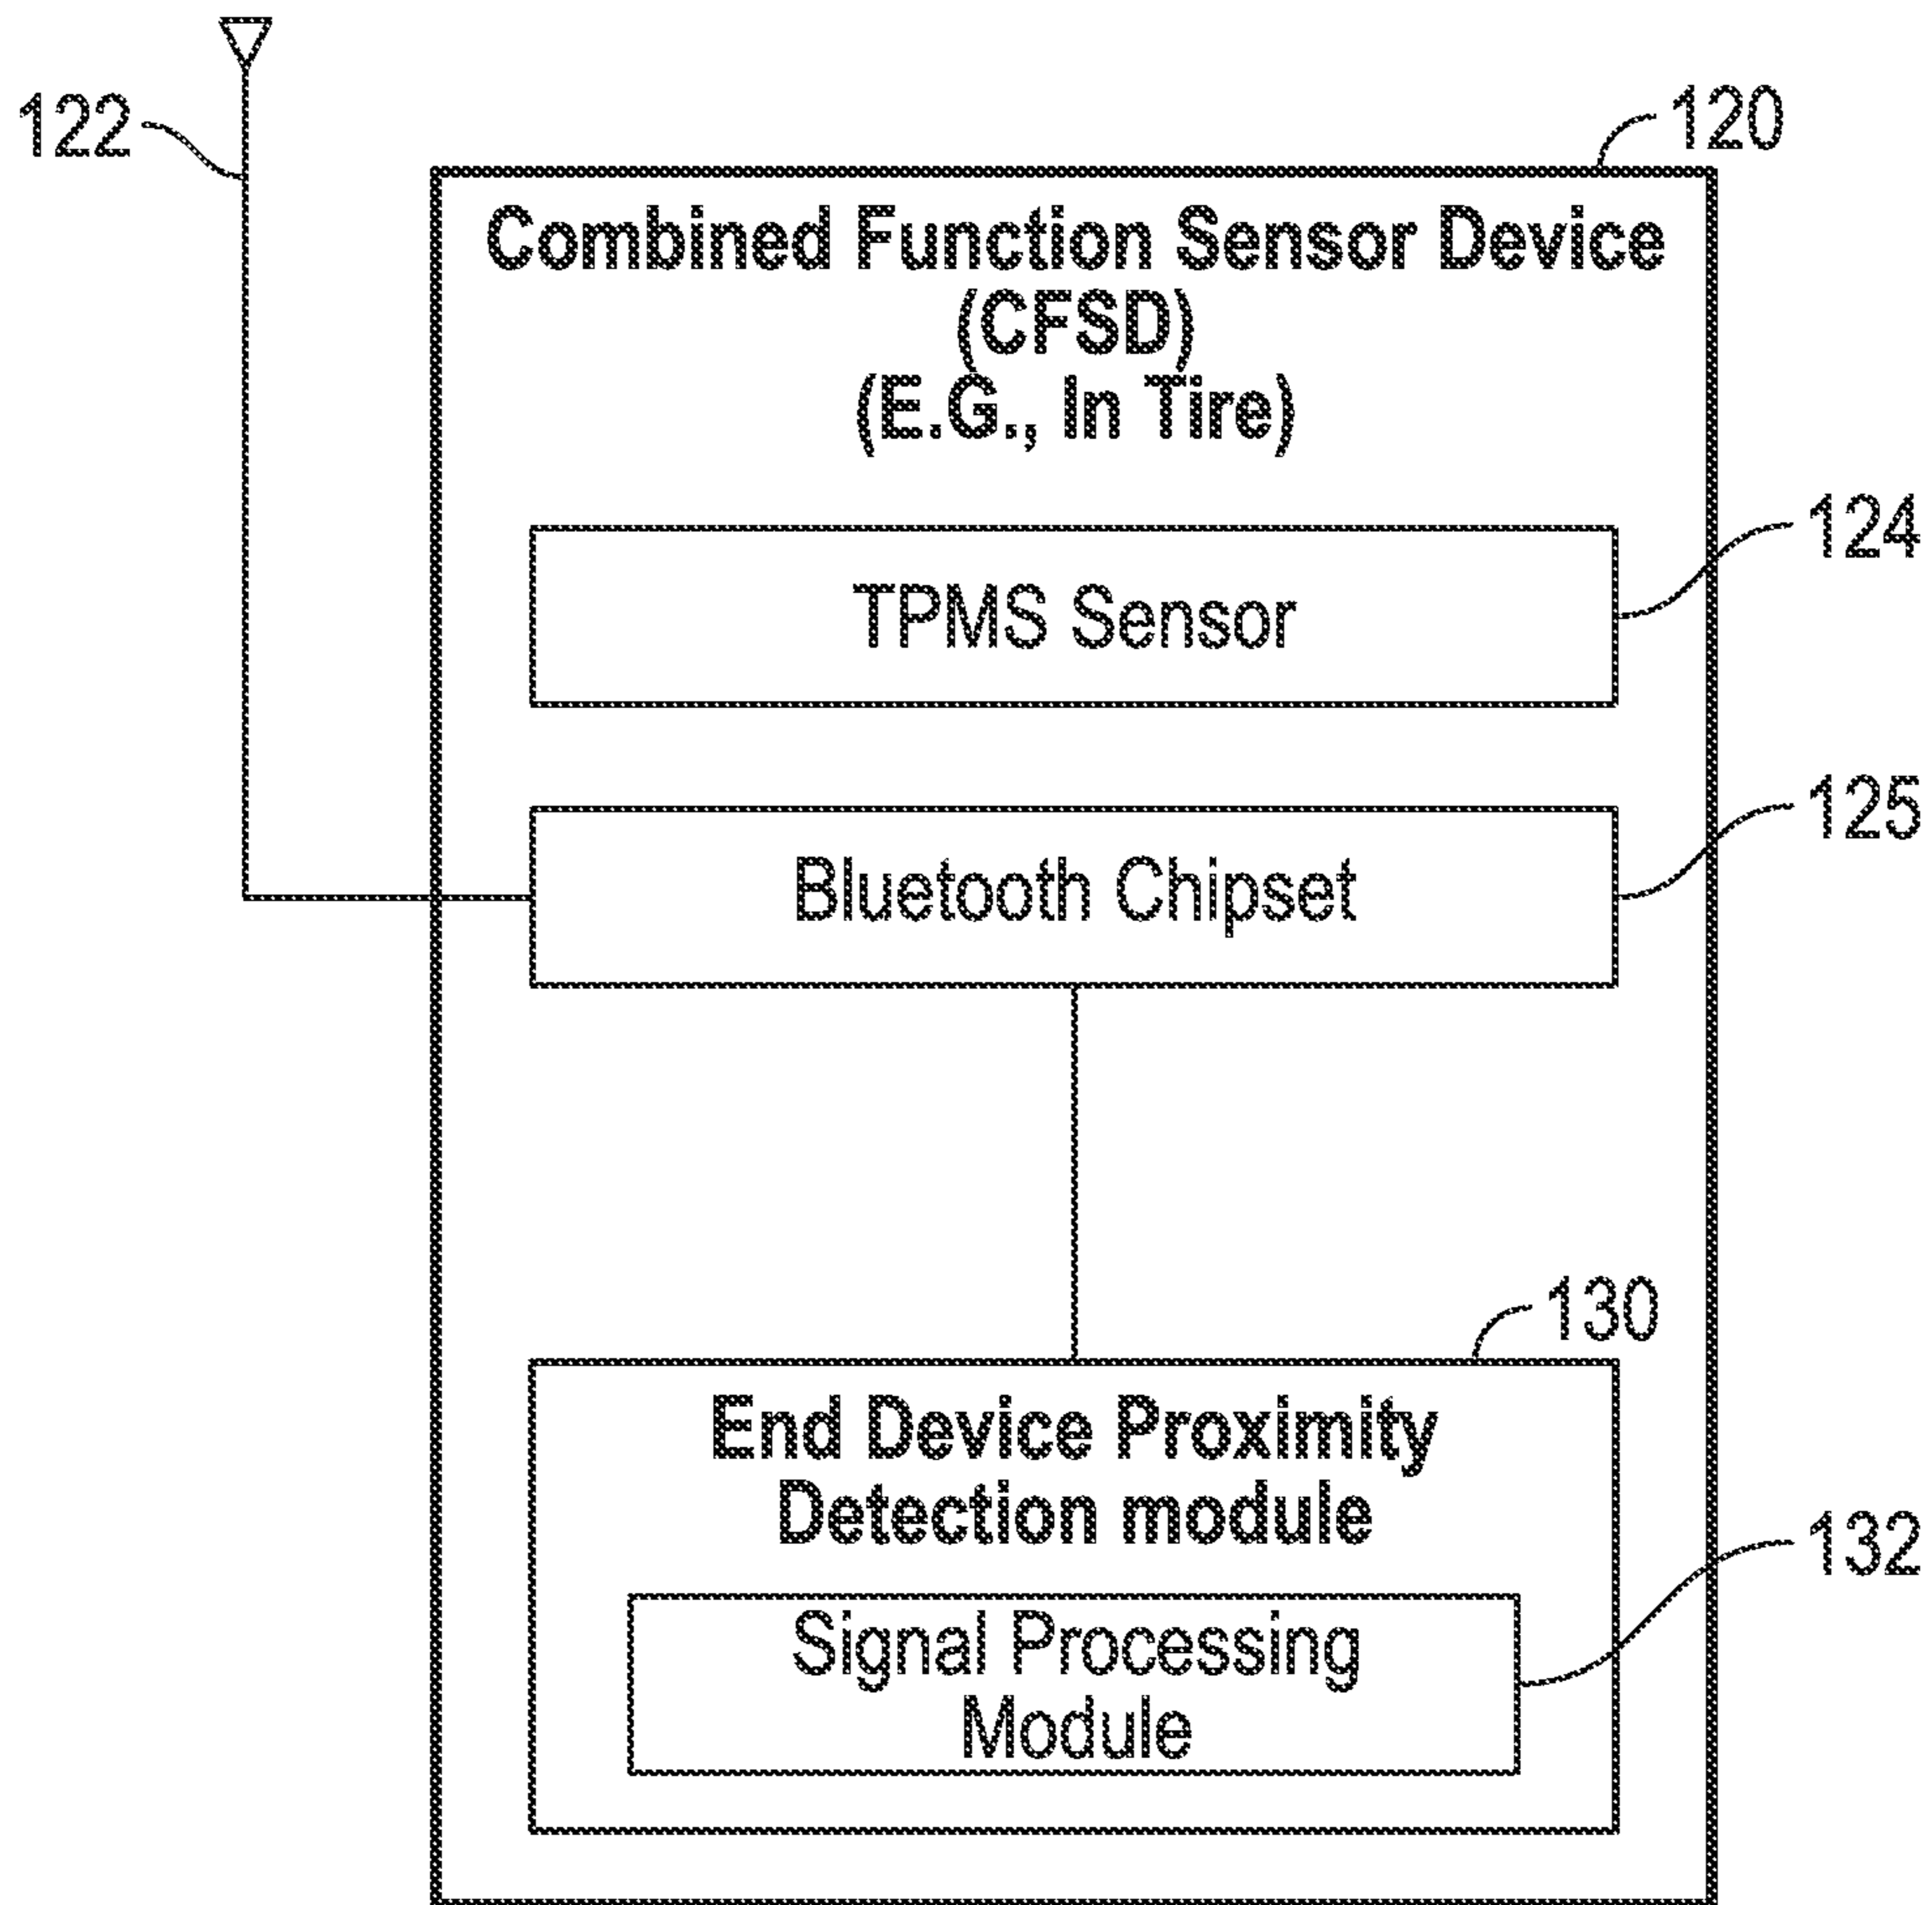 122
120
Combined Function Sensor Device
(CFSD)
(E.G., In Tire)
124
TPMS Sensor
125
Bluetooth Chipset
130
End Device Proximity
Detection module
132
Signal Processing
Module